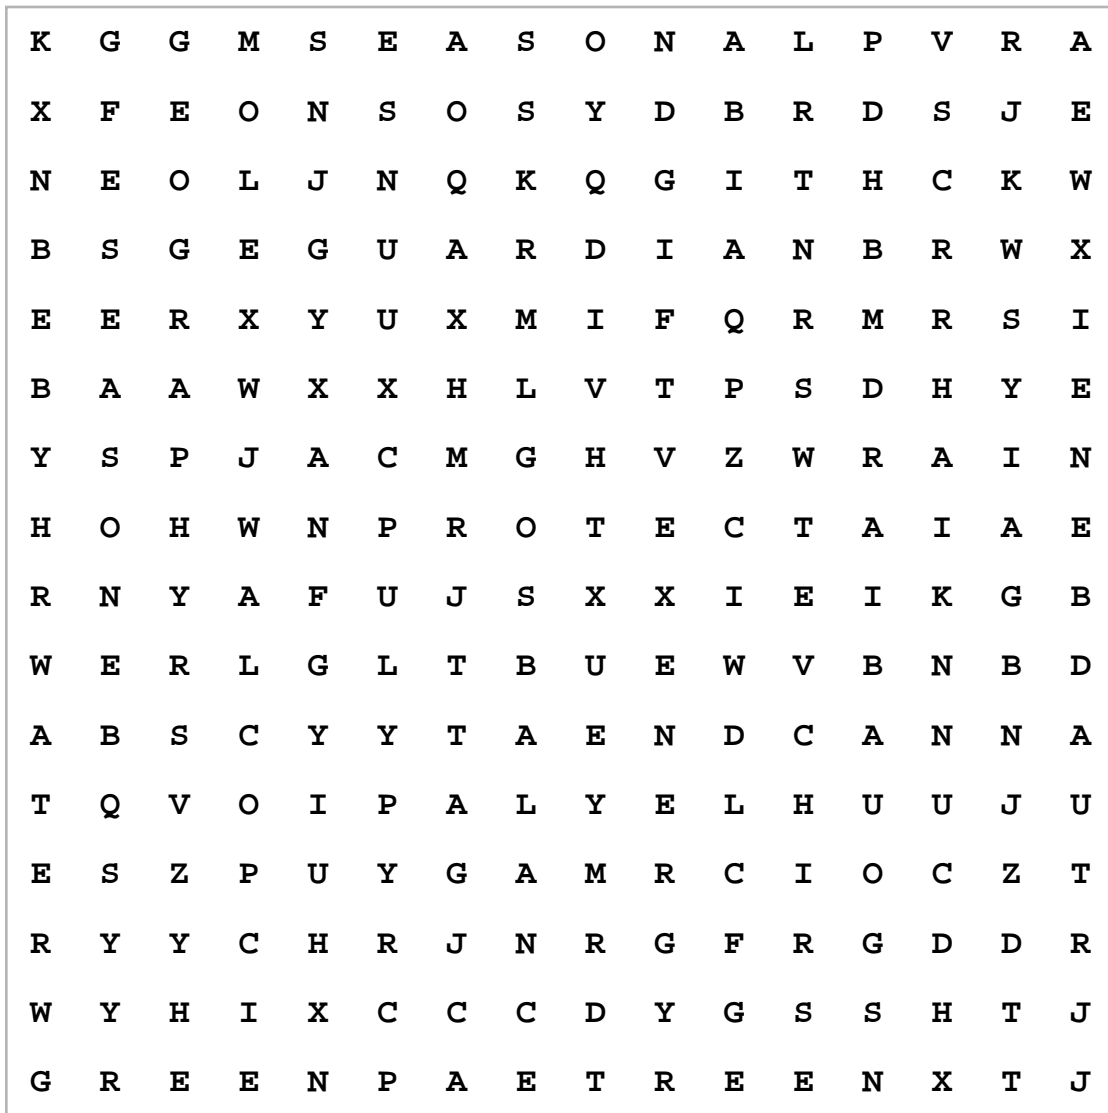 K G G M S E A S O N A L P V R A
X F E O N S O S Y D B R D S J E
N E O L J N Q K Q G I T H C K W
B S G E G U A R D I A N B R W X
E E R X Y U X M I F Q R M R S I
B A A W X X H L V T P S D H Y E
Y S P J A C M G H V Z W R A I N
H O H W N P R O T E C T A I A E
R N Y A F U J S X X I E I K G B
W E R L G L T B U E W V B N B D
A B S C Y Y T A E N D C A N N A
T Q V O I P A L Y E L H U U J U
E S Z P U Y G A M R C I O C Z T
R Y Y C H R J N R G F R G D D R
W Y H I X C C C D Y G S S H T J
G R E E N P A E T R E E N X T J